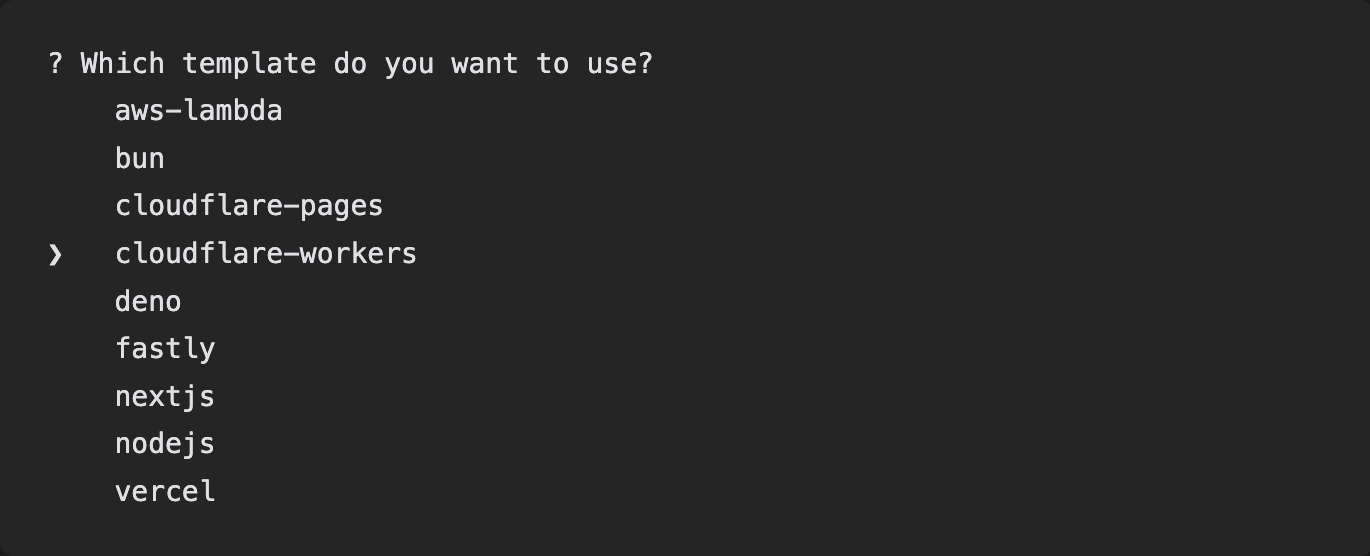 ? Which template do you want to use?
    aws-lambda
    bun
    cloudflare-pages
❯   cloudflare-workers
    deno
    fastly
    nextjs
    nodejs
    vercel